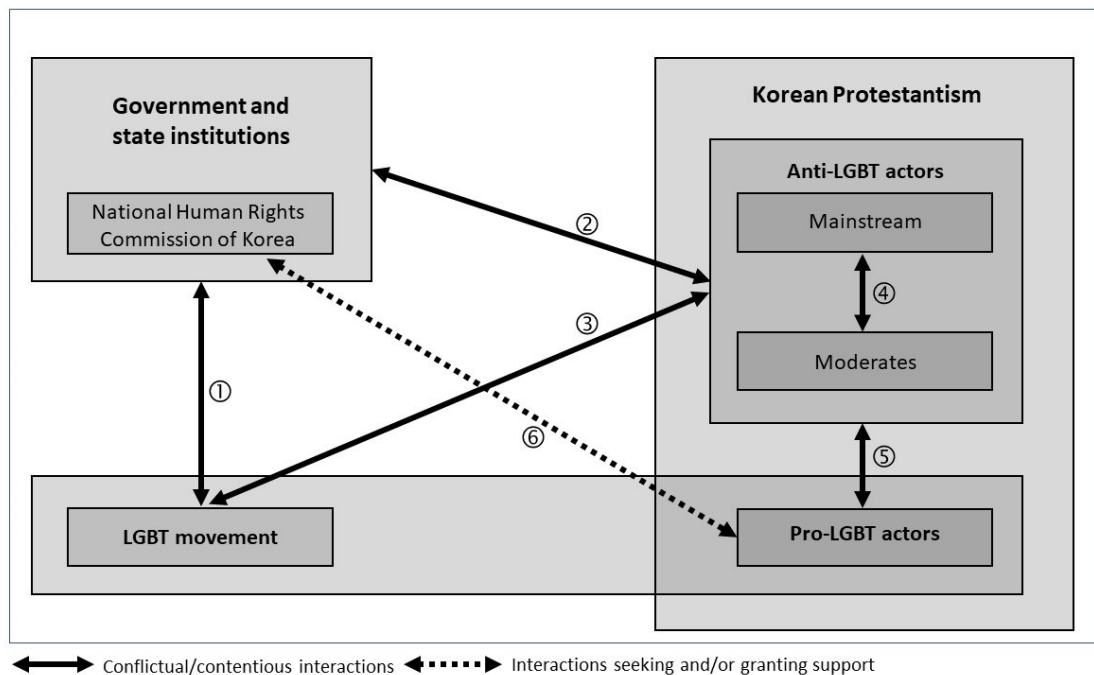 Government and
state institutions
National Human Rights
Commission of Korea
Korean Protestantism
Anti-LGBT actors
Mainstream
②
④
③
Moderates
①
⑥
⑤
LGBT movement
Pro-LGBT actors
Conflictual/contentious interactions
Interactions seeking and/or granting support